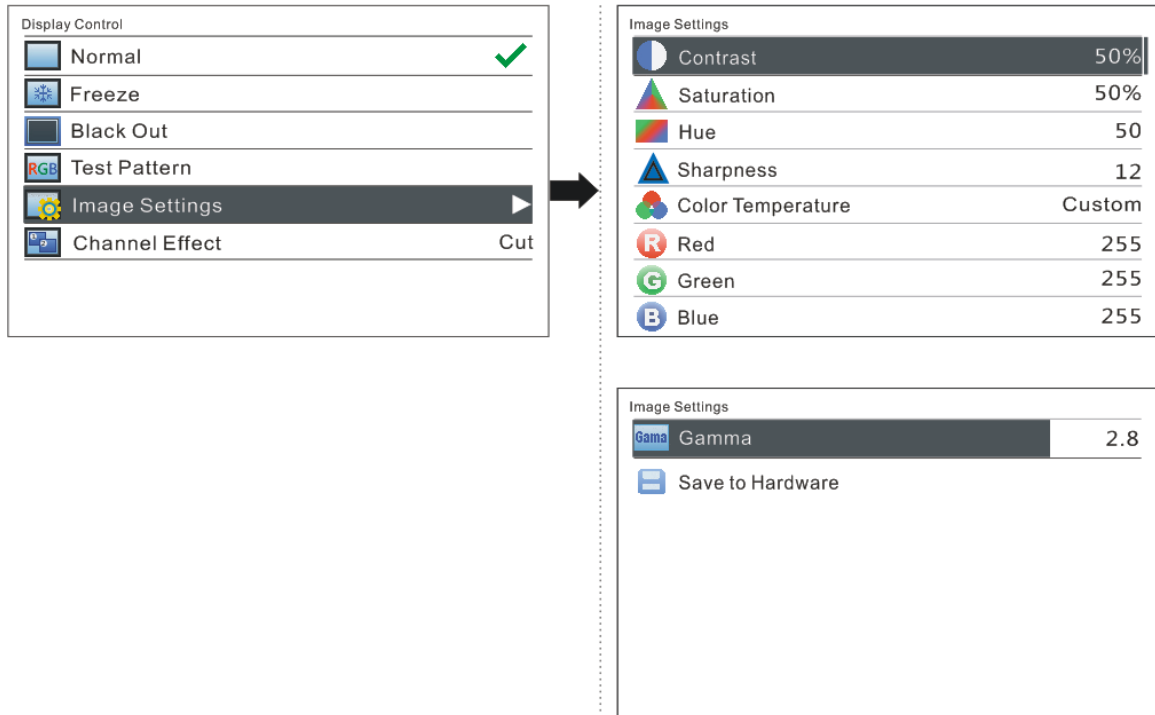 Display Control
Normal
Freeze
Black Out
RGB Test Pattern
Image Settings
Channel Effect Cut
Image Settings
Contrast 50%
Saturation 50%
Hue 50
Sharpness 12
Color Temperature Custom
R Red 255
G Green 255
B Blue 255
Image Settings
Gama Gamma 2.8
Save to Hardware